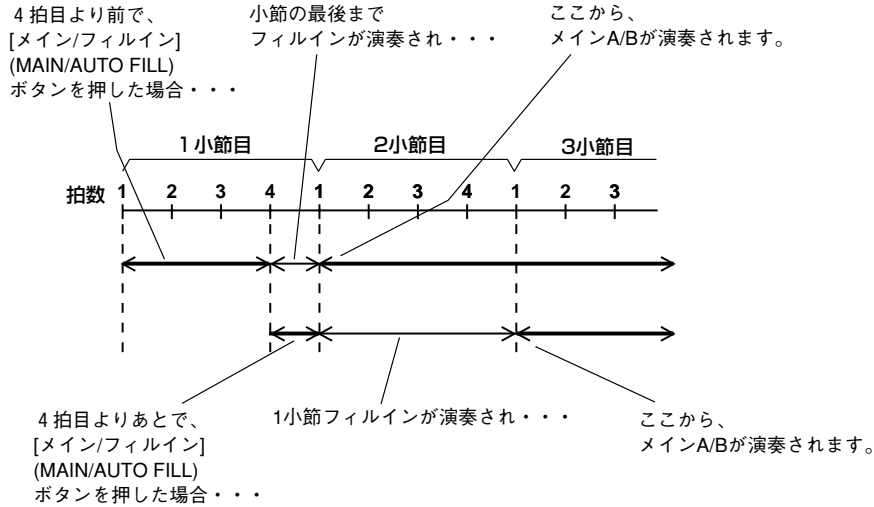 4拍目より前で、
[メイン/フィルイン]
(MAIN/AUTO FILL)
ボタンを押した場合・・・
小節の最後まで
フィルインが演奏され・・・
ここから、
メインA/Bが演奏されます。
1小節目 2小節目 3小節目
拍数 1 2 3 4 1 2 3 4 1 2 3
4拍目よりあとで、
[メイン/フィルイン]
(MAIN/AUTO FILL)
ボタンを押した場合・・・
1小節フィルインが演奏され・・・
ここから、
メインA/Bが演奏されます。